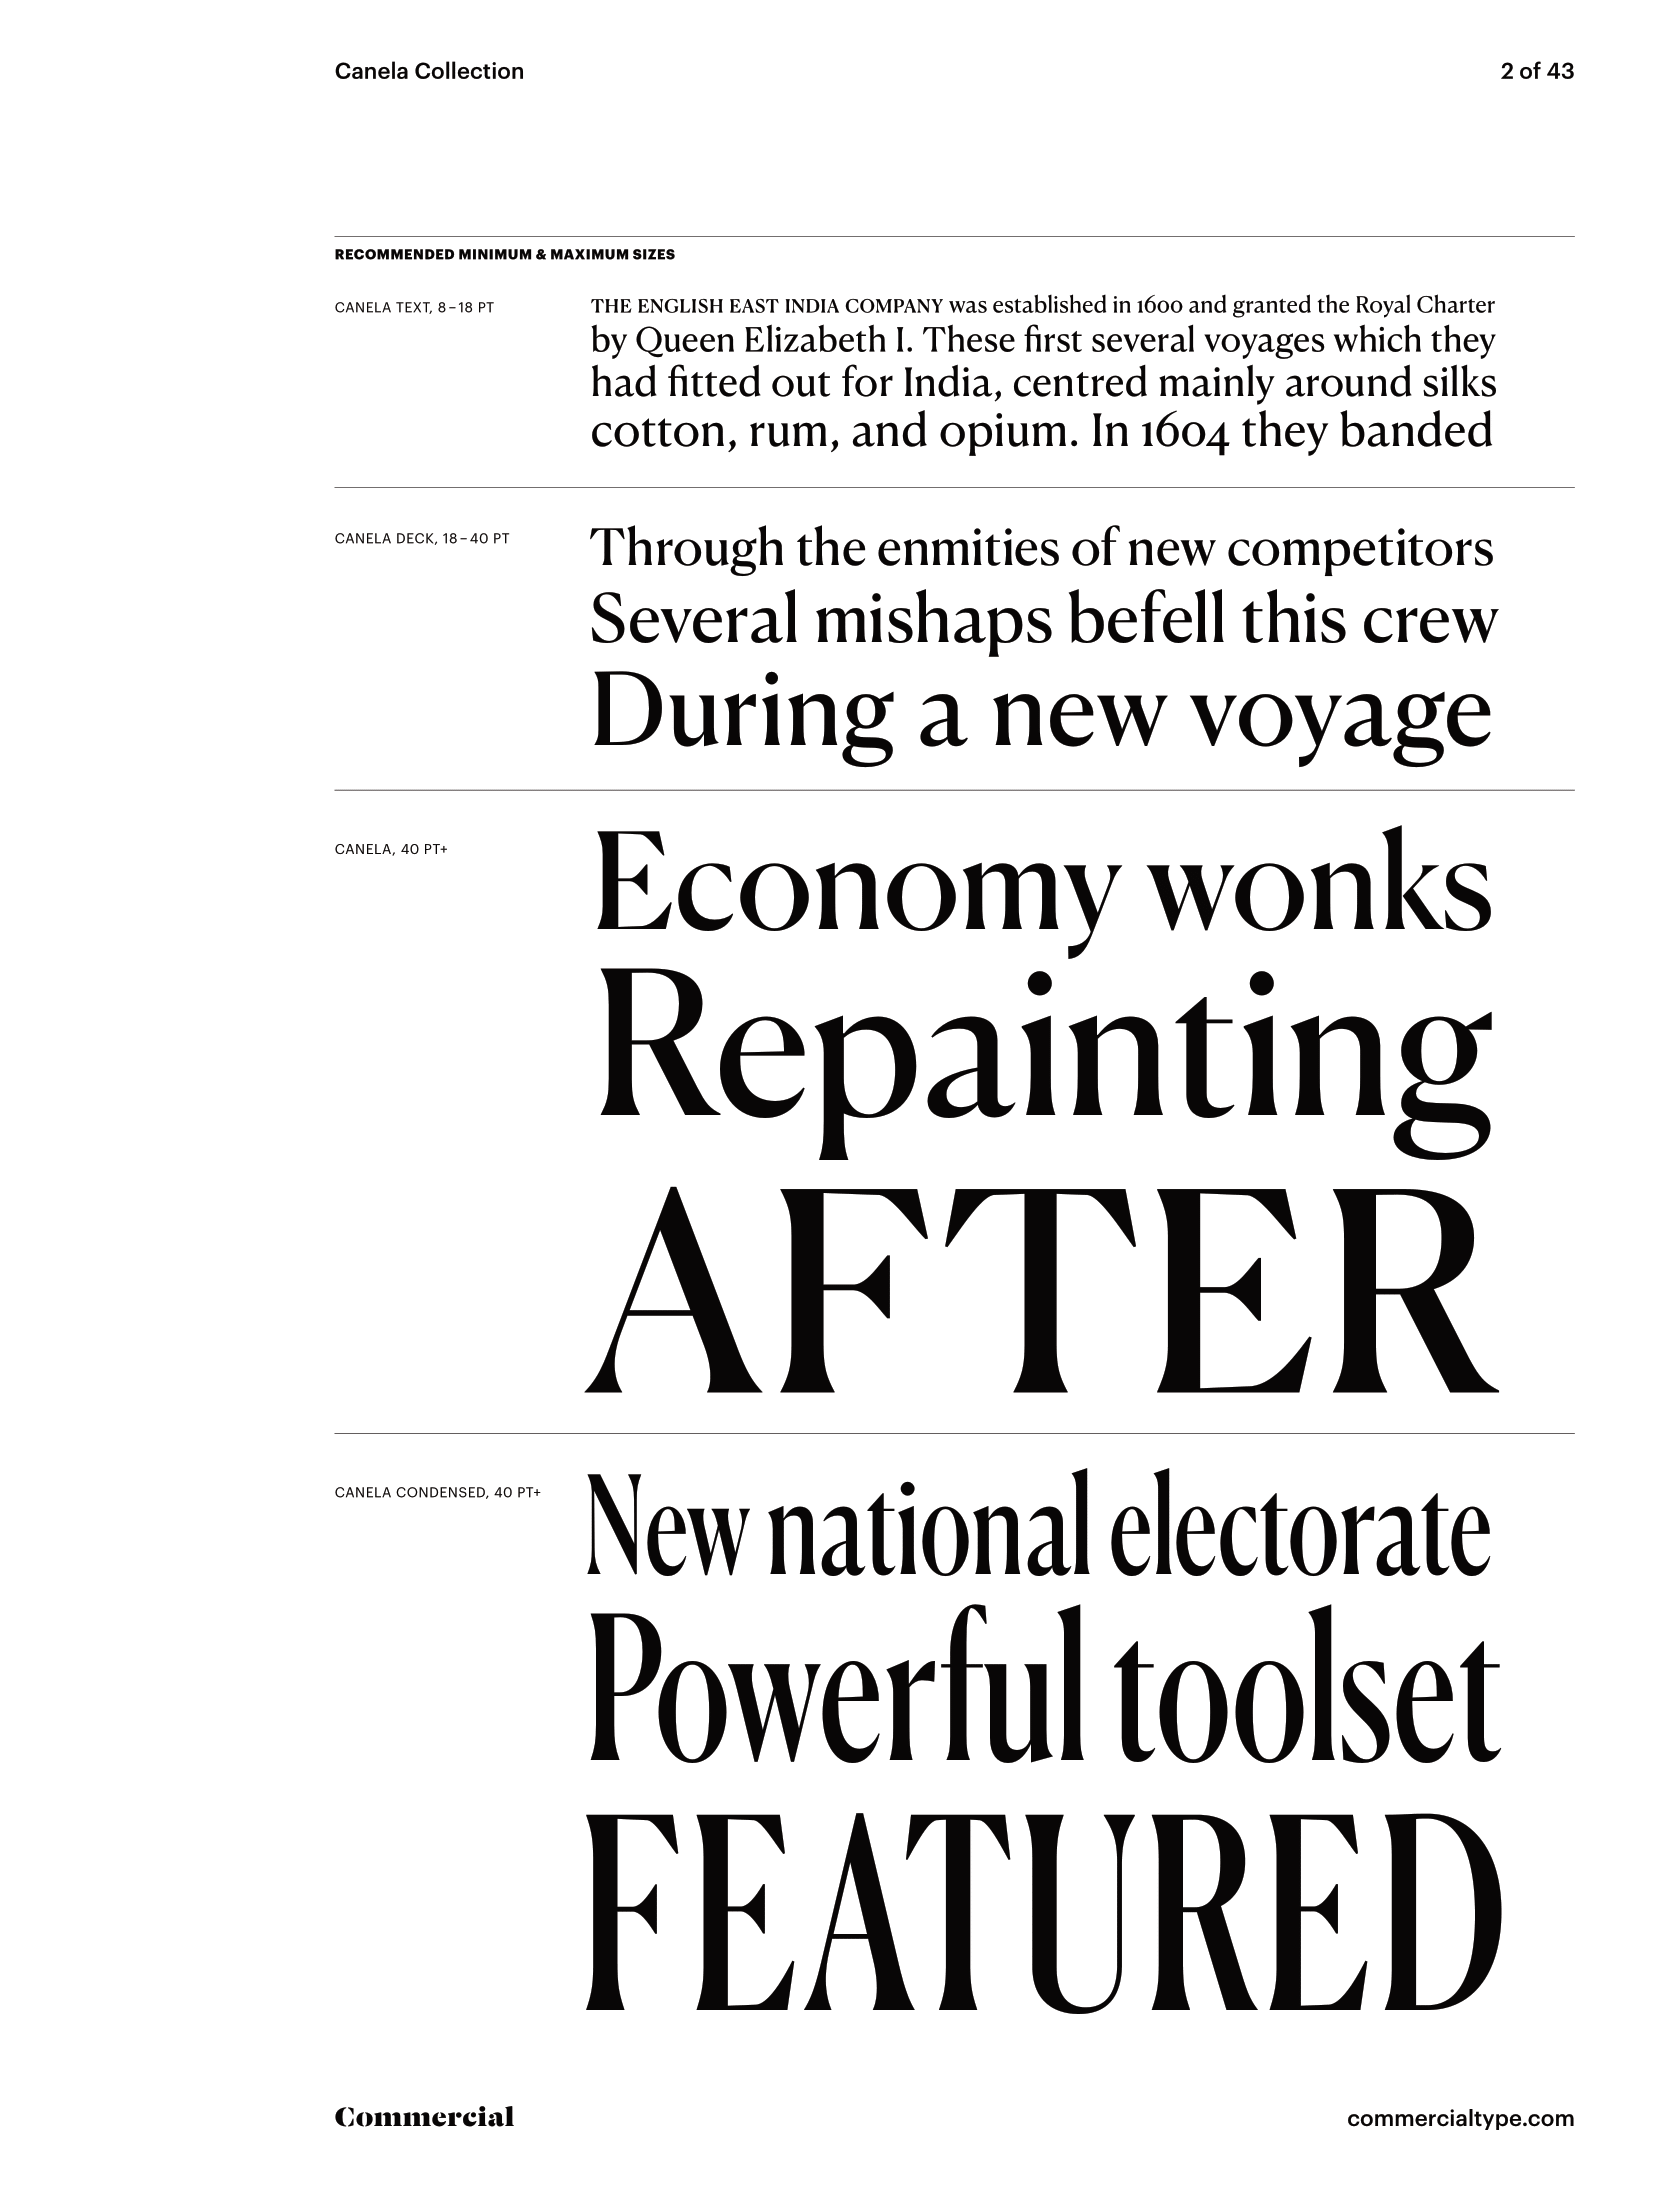 Canela Collection
2 of 43
RECOMMENDED MINIMUM & MAXIMUM SIZES
CANELA TEXT, 8–18 PT
THE ENGLISH EAST INDIA COMPANY was established in 1600 and granted the Royal Charter
by Queen Elizabeth I. These first several voyages which they
had fitted out for India, centred mainly around silks
cotton, rum, and opium. In 1604 they banded
CANELA DECK, 18–40 PT
Through the enmities of new competitors
Several mishaps befell this crew
During a new voyage
CANELA, 40 PT+
Economy wonks
Repainting
AFTER
CANELA CONDENSED, 40 PT+
New national electorate
Powerful toolset
FEATURED
Commercial
commercialtype.com